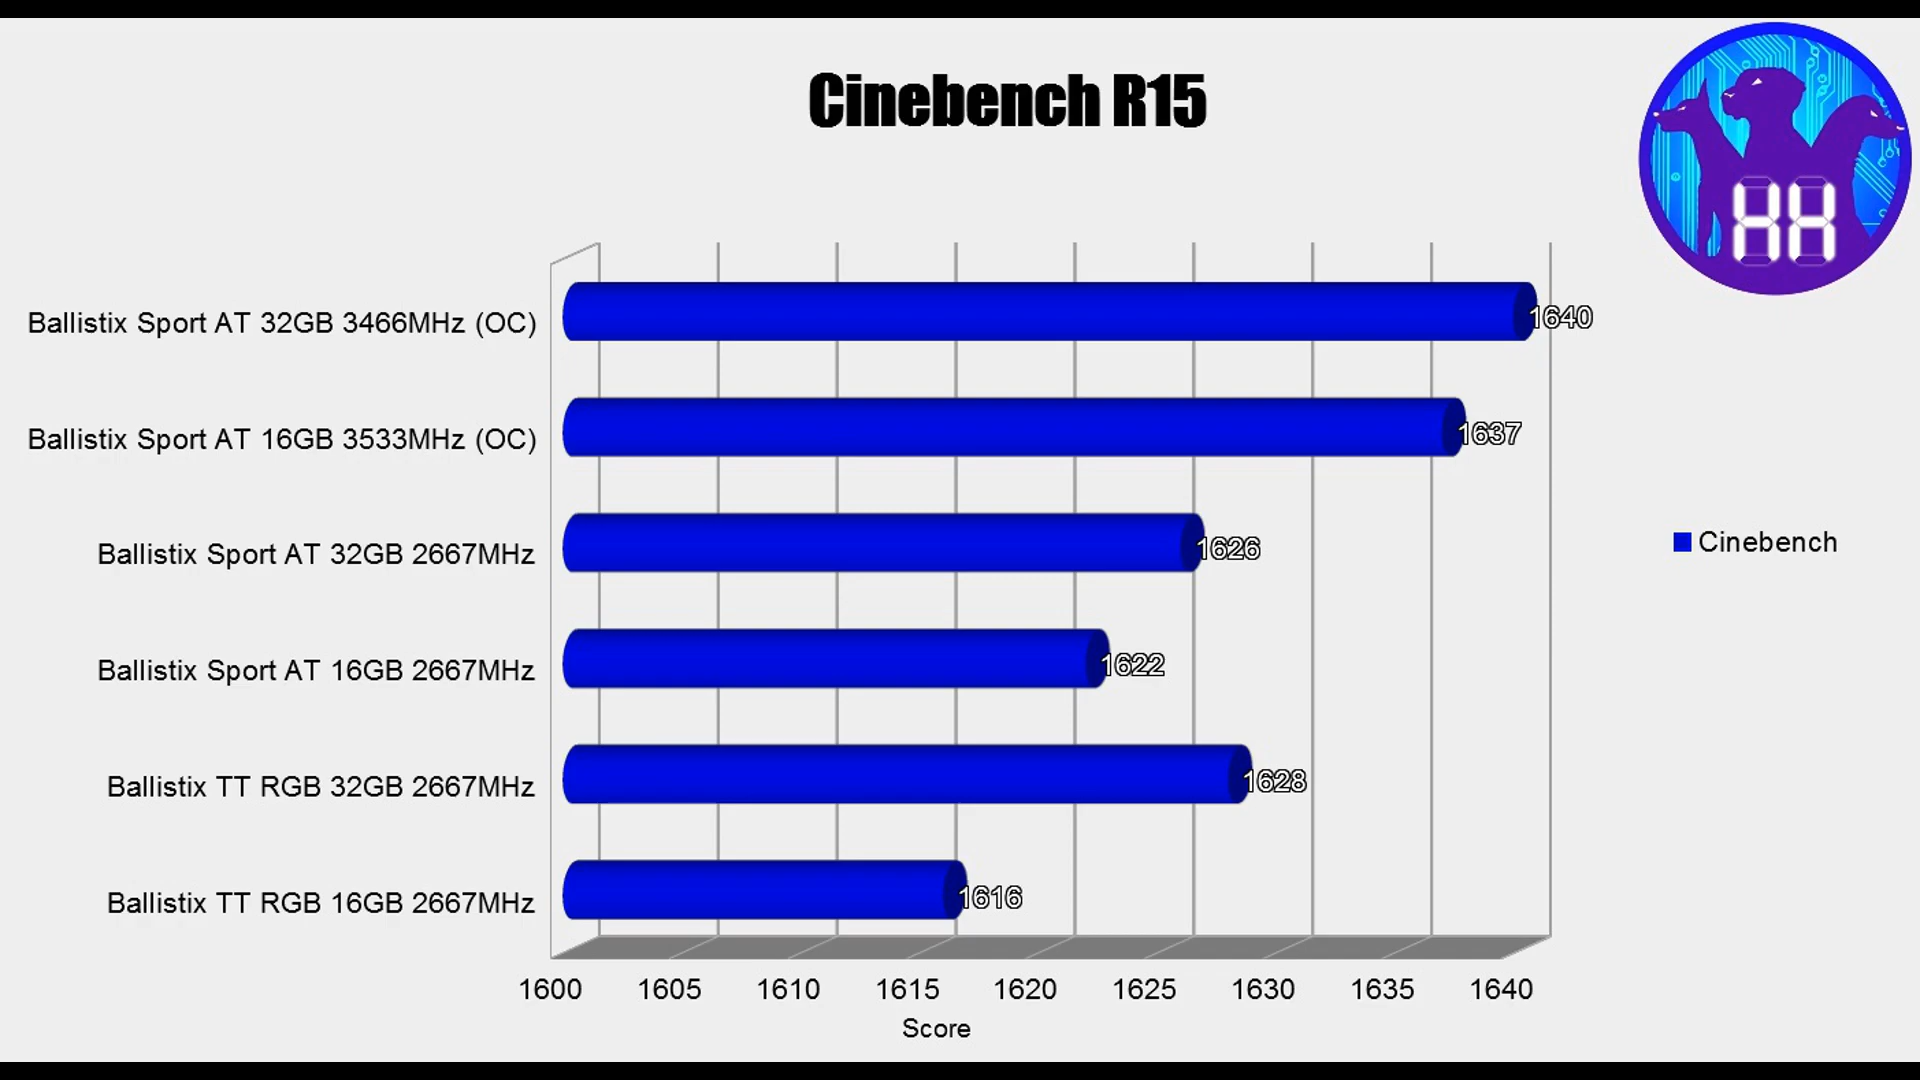 Cinebench R15
Ballistix Sport AT 32GB 3466MHz (OC)
1640
Ballistix Sport AT 16GB 3533MHz (OC)
1637
Ballistix Sport AT 32GB 2667MHz
1626
Cinebench
Ballistix Sport AT 16GB 2667MHz
1622
Ballistix TT RGB 32GB 2667MHz
1628
Ballistix TT RGB 16GB 2667MHz
1616
1600 1605 1610 1615 1620 1625 1630 1635 1640
Score